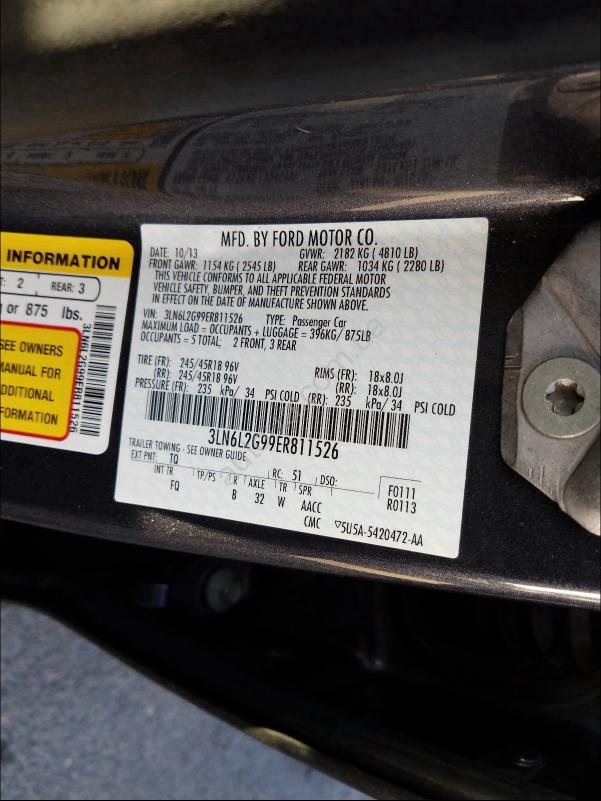 INFORMATION
2 REAR: 3
or 875 lbs.
SEE OWNERS
MANUAL FOR
ADDITIONAL
INFORMATION
3LN6L2G99ER811526
MFD. BY FORD MOTOR CO.
DATE: 10/13 GVWR: 2182 KG ( 4810 LB)
FRONT GAWR: 1154 KG ( 2545 LB) REAR GAWR: 1034 KG ( 2280 LB)
THIS VEHICLE CONFORMS TO ALL APPLICABLE FEDERAL MOTOR
VEHICLE SAFETY, BUMPER, AND THEFT PREVENTION STANDARDS
IN EFFECT ON THE DATE OF MANUFACTURE SHOWN ABOVE.
VIN: 3LN6L2G99ER811526 TYPE: Passenger Car
MAXIMUM LOAD = OCCUPANTS + LUGGAGE = 396KG/875LB
OCCUPANTS = 5 TOTAL: 2 FRONT, 3 REAR
TIRE (FR): 245/45R18 96V RIMS (FR): 18x8.0J
(RR): 245/45R18 96V (RR): 18x8.0J
PRESSURE (FR): 235 kPa/ 34 PSI COLD (RR): 235 kPa/ 34 PSI COLD
3LN6L2G99ER811526
TRAILER TOWING - SEE OWNER GUIDE
EXT PNT: TQ RC: 51 DSO:
INT TR TP/PS R AXLE TR SPR F0111
FQ B 32 W AACC R0113
CMC ▽5U5A-5420472-AA